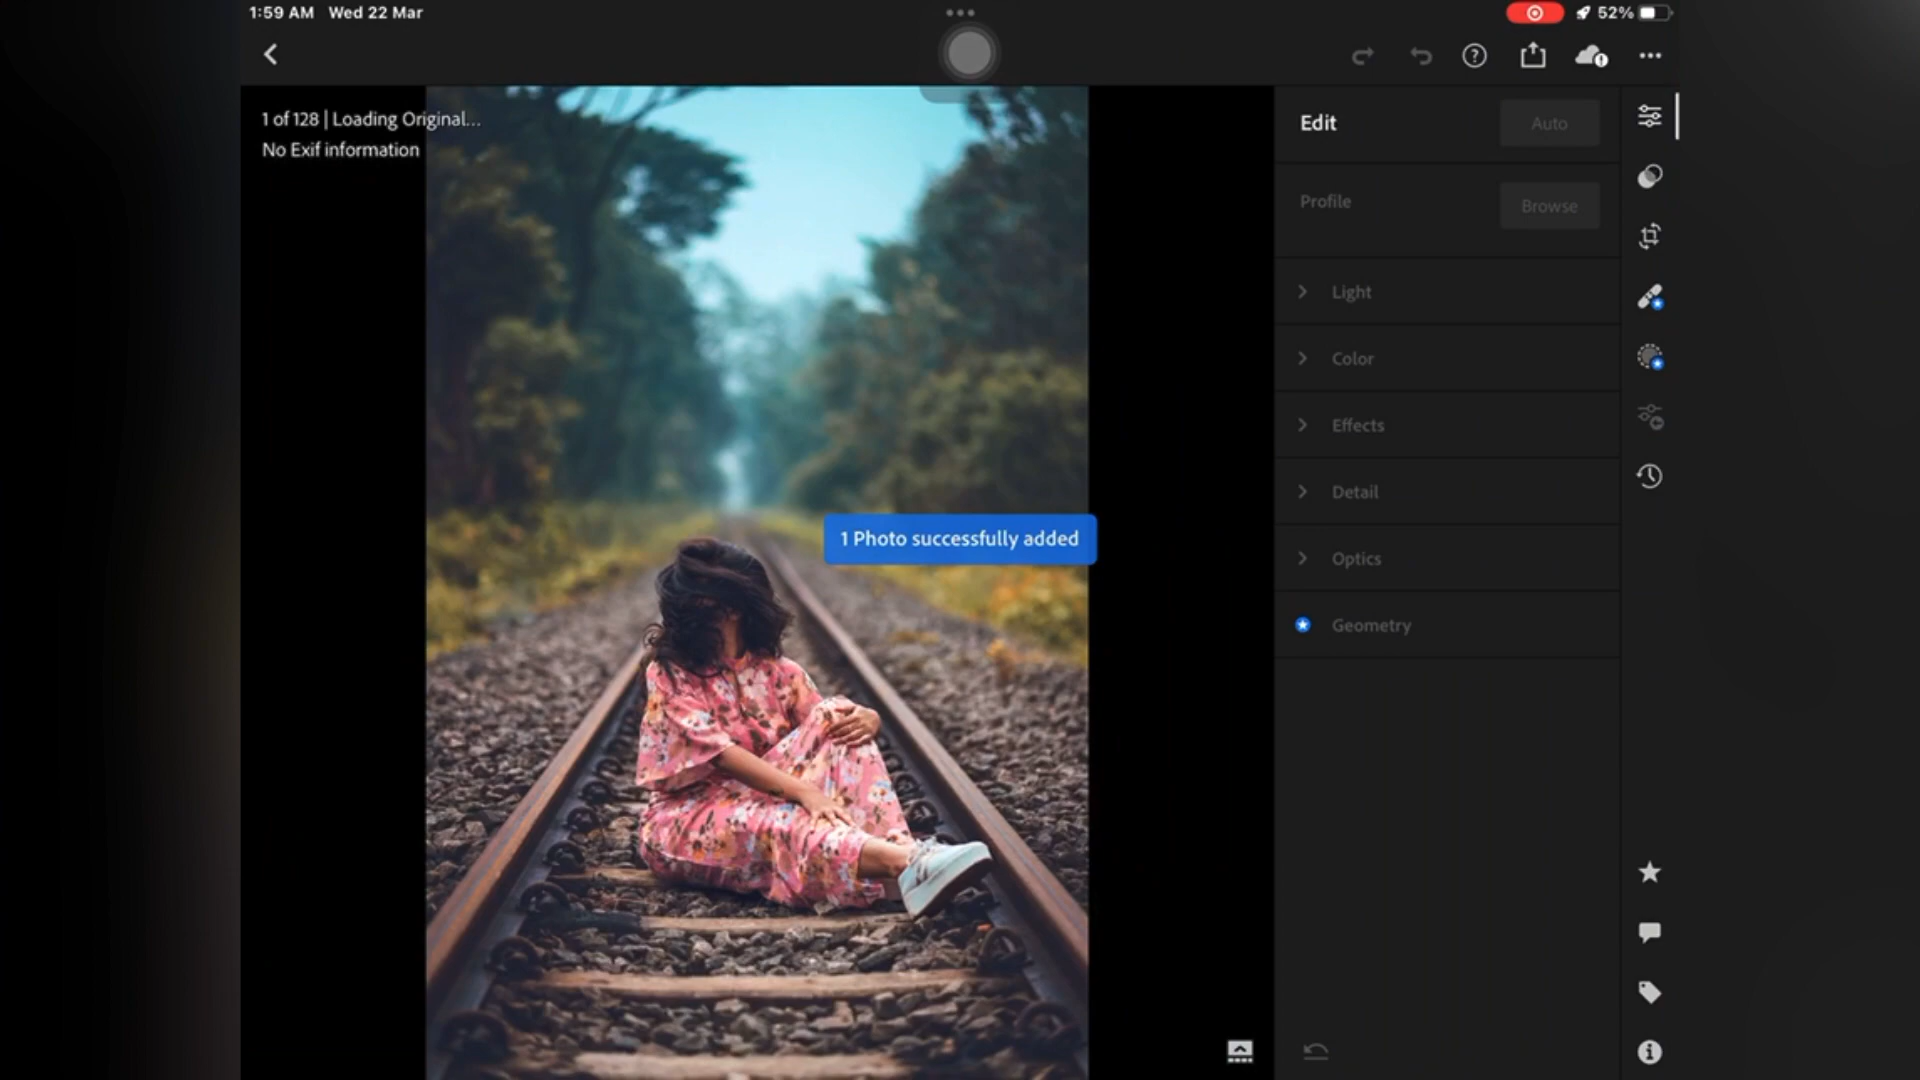 1:59 AM Wed 22 Mar
52%
1 of 128 | Loading Original...
No Exif information
Edit
Auto
Profile
Browse
Light
Color
Effects
Detail
Optics
Geometry
1 Photo successfully added